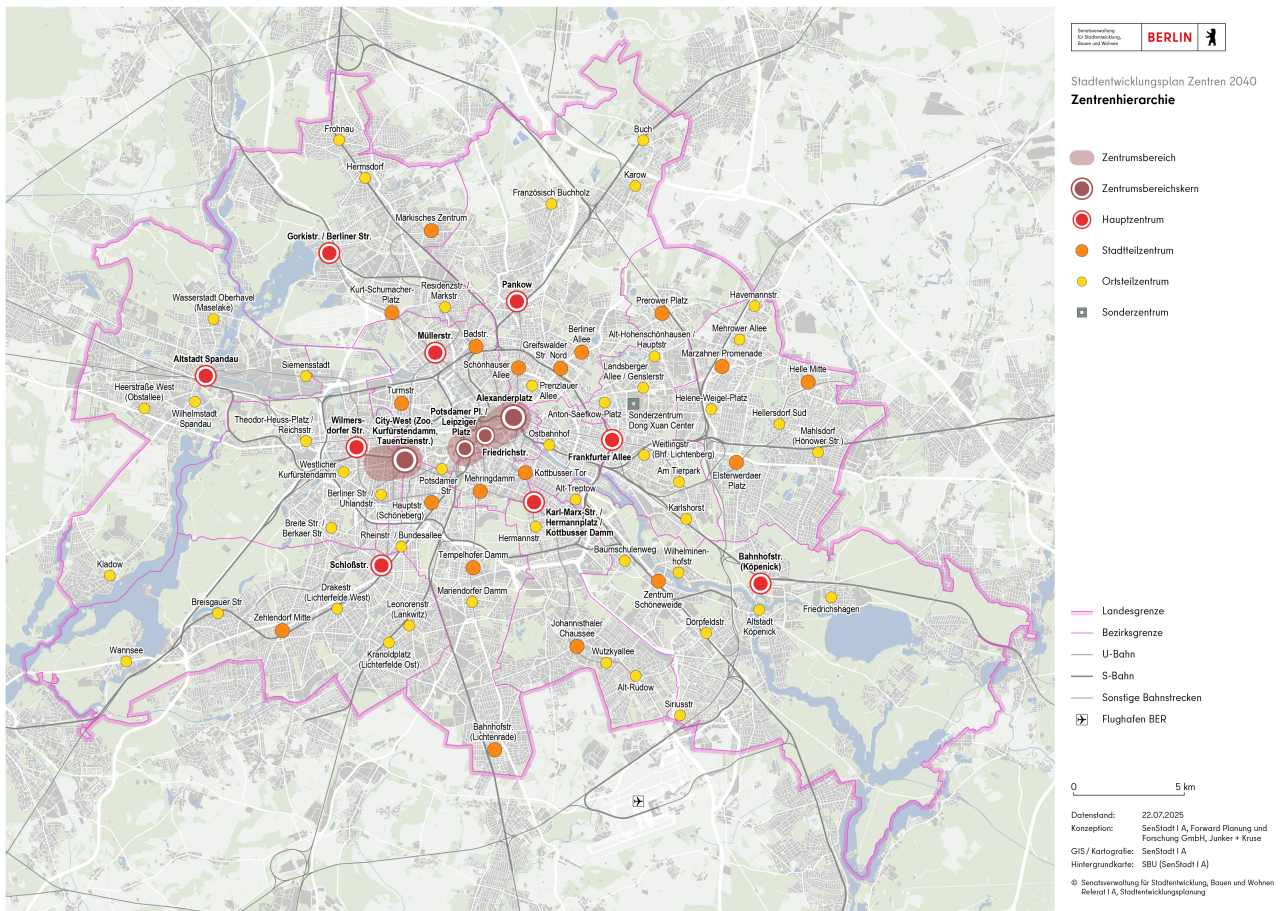 Frohnau
Buch
Hermsdorf
Karow
Französisch Buchholz
Märkisches Zentrum
Gorkistr. / Berliner Str.
Residenzstr. /
Markstr.
Kurt-Schumacher-
Platz
Pankow
Wasserstadt Oberhavel
(Maselake)
Prerower Platz
Havemannstr.
Müllerstr.
Badstr.
Berliner
Allee
Greifswalder
Str. Nord
Alt-Hohenschönhausen /
Hauptstr.
Mehrower Allee
Marzahner Promenade
Altstadt Spandau
Siemensstadt
Schönhauser
Allee
Landsberger
Allee / Genslerstr.
Helle Mitte
Heerstraße West
(Obstallee)
Wilhelmstadt
Spandau
Turmstr.
Prenzlauer
Allee
Alexanderplatz
Anton-Saefkow-Platz
Sonderzentrum
Dong Xuan Center
Helene-Weigel-Platz
Hellersdorf Süd
Theodor-Heuss-Platz /
Reichsstr.
Wilmers-
dorfer Str.
City-West (Zoo,
Kurfürstendamm,
Tauentzienstr.)
Potsdamer Pl. /
Leipziger
Platz
Friedrichstr.
Ostbahnhof
Frankfurter Allee
Weitlingstr.
(Bhf. Lichtenberg)
Mahlsdorf
(Hönower Str.)
Westlicher
Kurfürstendamm
Potsdamer
Str
Mehringdamm
Kottbusser Tor
Am Tierpark
Elsterwerdaer
Platz
Berliner Str /
Uhlandstr.
Hauptstr.
(Schöneberg)
Alt-Treptow
Karlshorst
Breite Str. /
Berkaer Str
Rheinstr. / Bundesallee
Karl-Marx-Str. /
Hermannplatz /
Kottbusser Damm
Hermannstr.
Schloßstr.
Tempelhofer Damm
Baumschulenweg
Wilhelminen-
hofstr.
Bahnhofstr.
(Köpenick)
Kladow
Breisgauer Str
Drakestr.
(Lichterfelde West)
Mariendorfer Damm
Zentrum
Schöneweide
Friedrichshagen
Zehlendorf Mitte
Leonorenstr
(Lankwitz)
Altstadt
Köpenick
Johannisthaler
Chaussee
Dörpfeldstr.
Wannsee
Kranoldplatz
(Lichterfelde Ost)
Wutzkyallee
Alt-Rudow
Siriusstr
Bahnhofstr.
(Lichtenrade)
Senatsverwaltung
für Stadtentwicklung,
Bauen und Wohnen
BERLIN
Stadtentwicklungsplan Zentren 2040
Zentrenhierarchie
Zentrumsbereich
Zentrumsbereichskern
Hauptzentrum
Stadtteilzentrum
Ortsteilzentrum
Sonderzentrum
Landesgrenze
Bezirksgrenze
U-Bahn
S-Bahn
Sonstige Bahnstrecken
Flughafen BER
0 5 km
Datenstand: 22.07.2025
Konzeption: SenStadt I A, Forward Planung und
Forschung GmbH, Junker + Kruse
GIS / Kartografie: SenStadt I A
Hintergrundkarte: SBU (SenStadt I A)
© Senatsverwaltung für Stadtentwicklung, Bauen und Wohnen
Referat I A, Stadtentwicklungsplanung